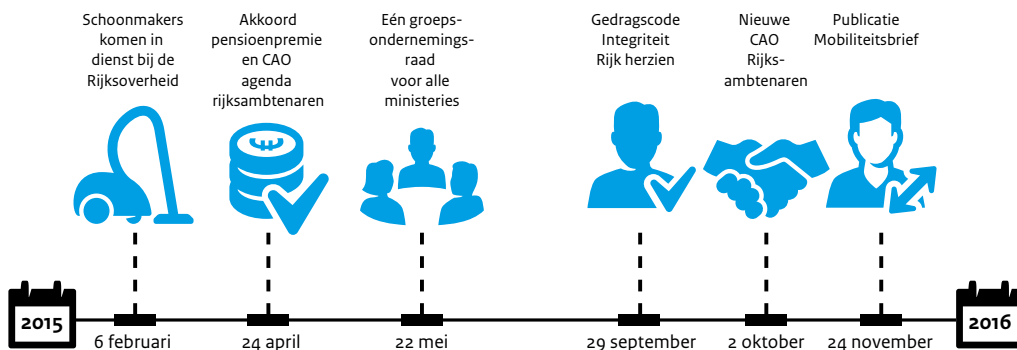 Schoonmakers
komen in
dienst bij de
Rijksoverheid
Akkoord
pensioenpremie
en CAO
agenda
rijksambtenaren
Eén groeps-
ondernemings-
raad
voor alle
ministeries
Gedragscode
Integriteit
Rijk herzien
Nieuwe
CAO
Rijks-
ambtenaren
Publicatie
Mobiliteitsbrief
2015
6 februari
24 april
22 mei
29 september
2 oktober
24 november
2016